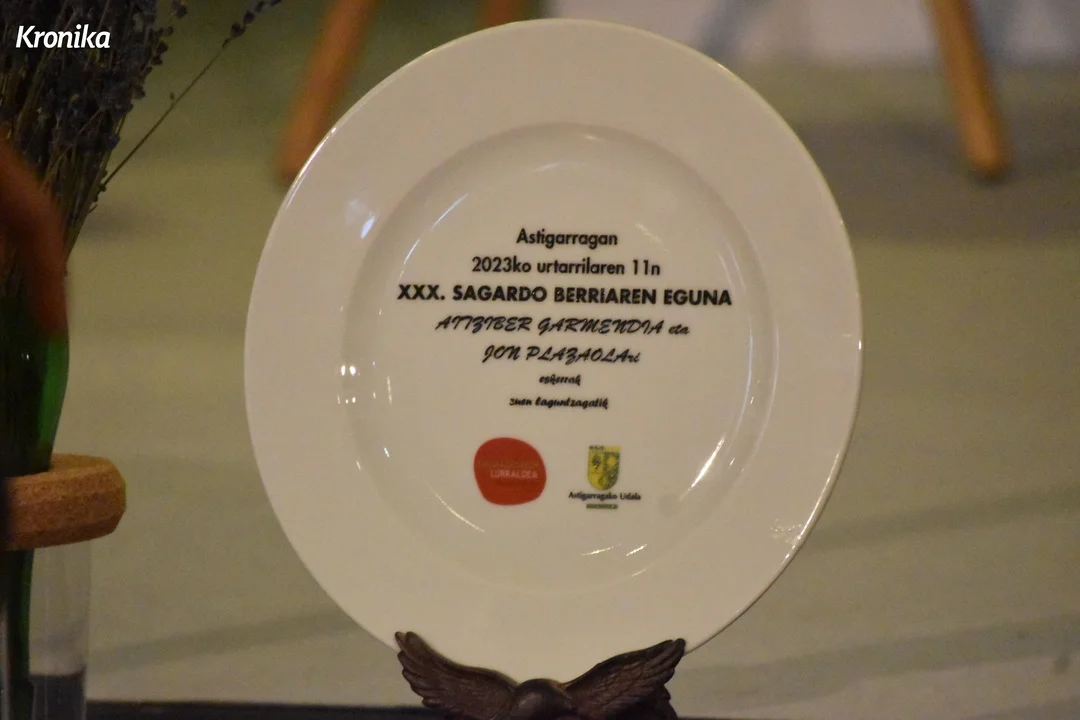 Kronika
Astigarragan
2023ko urtarrilaren 11n
XXX. SAGARDO BERRIAREN EGUNA
AITZIBER GARMENDIA eta
JON PLAZAOLAri
eskerrak
zuen laguntzagatik
LURRALDEA
Astigarragako Udala